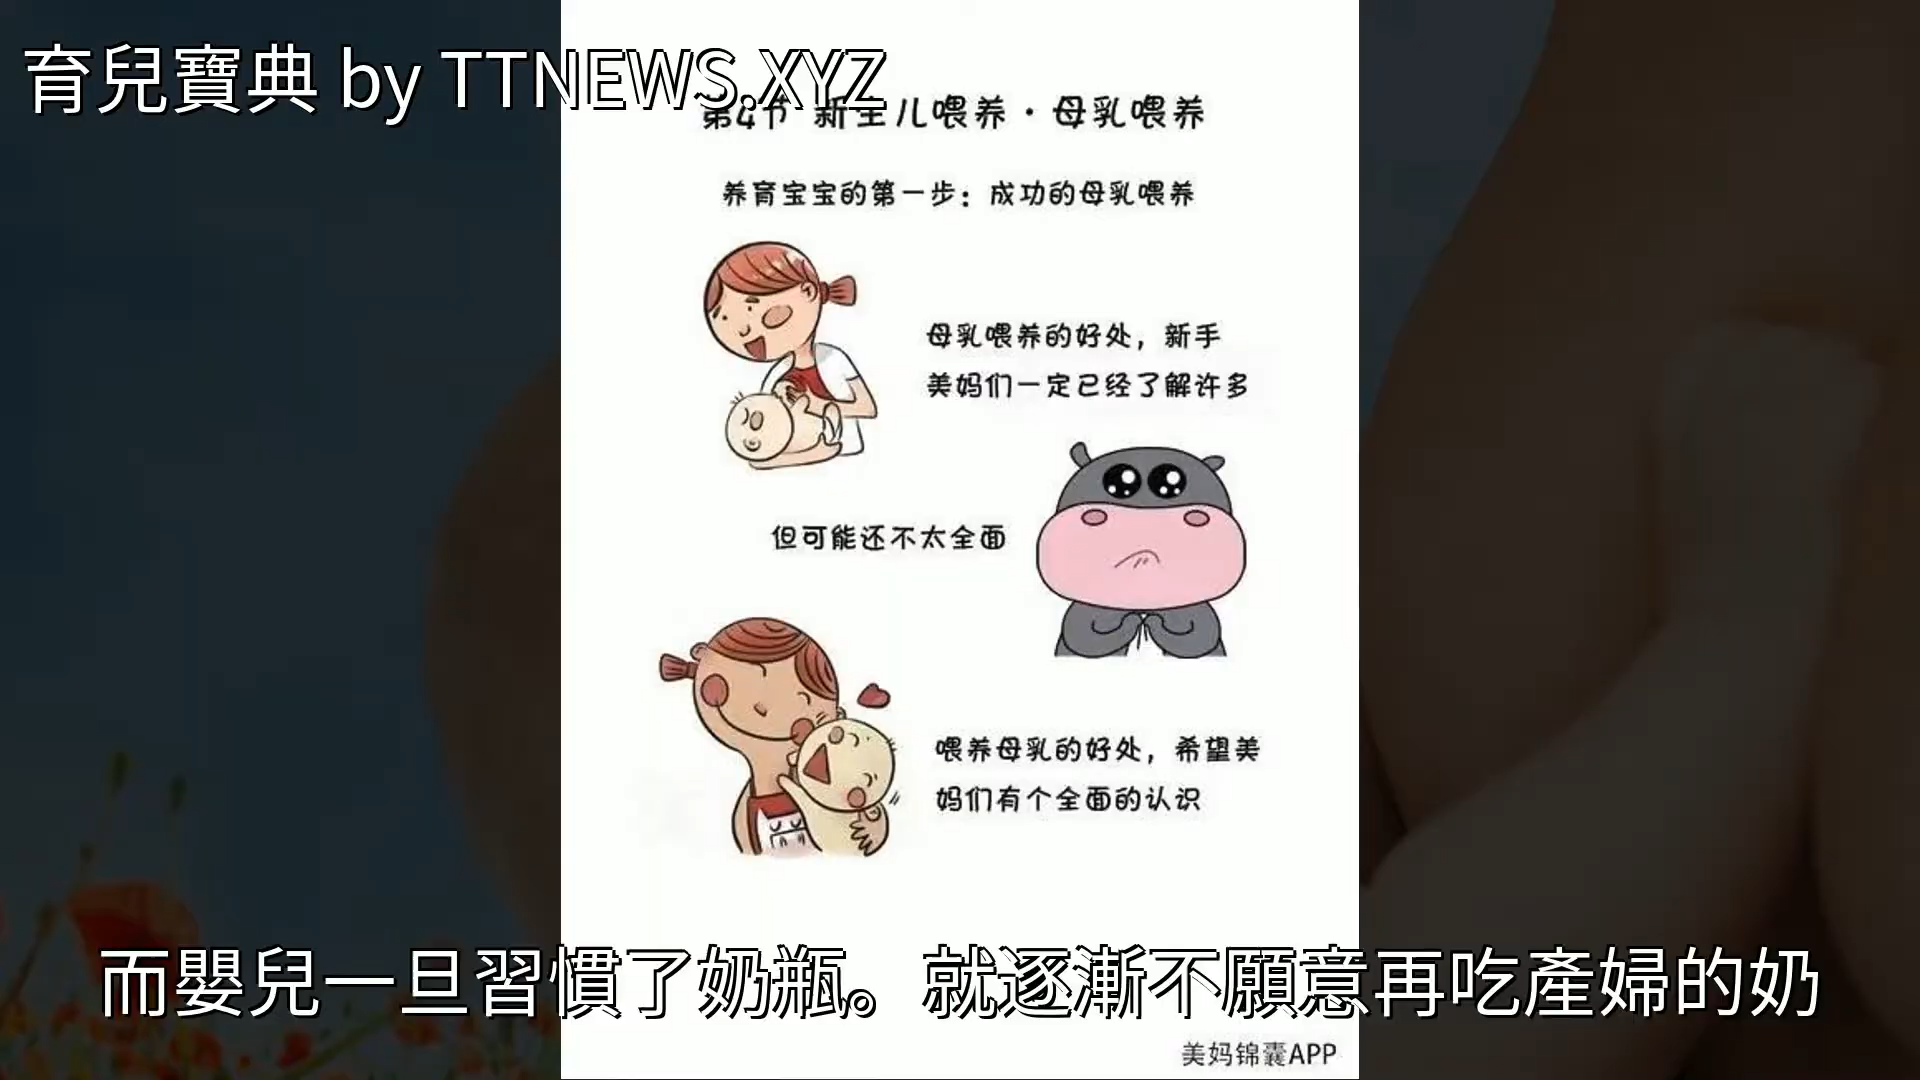 育兒寶典 by TTNEWS.XYZ
第4节 新生儿喂养·母乳喂养
养育宝宝的第一步：成功的母乳喂养
母乳喂养的好处，新手
美妈们一定已经了解许多
但可能还不太全面
喂养母乳的好处，希望美
妈们有个全面的认识
而嬰兒一旦習慣了奶瓶。就逐漸不願意再吃產婦的奶
美妈锦囊APP